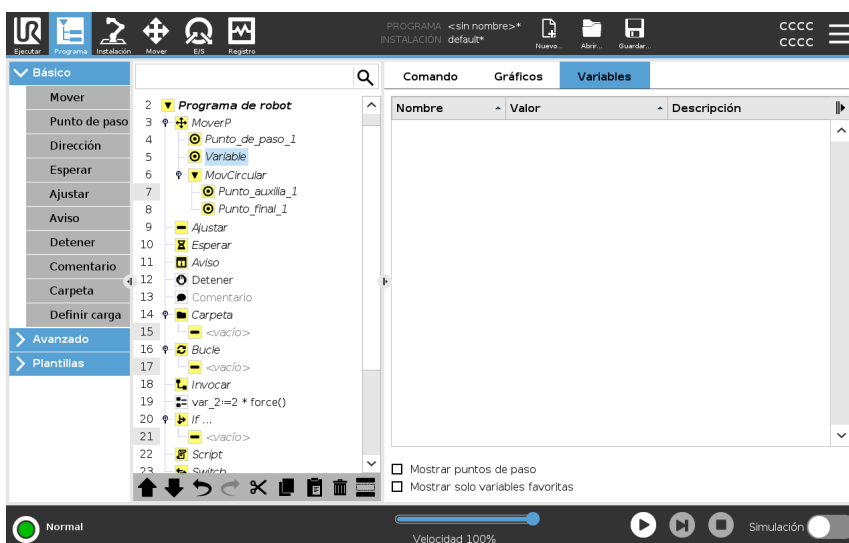 PROGRAMA <sin nombre>*
INSTALACIÓN default*
Ejecutar
Programa
Instalación
Mover
E/S
Registro
Nuevo...
Abrir...
Guardar...
CCCC
CCCC
Básico
Mover
Punto de paso
Dirección
Esperar
Ajustar
Aviso
Detener
Comentario
Carpeta
Definir carga
Avanzado
Plantillas
2 Programa de robot
3 MoverP
4 Punto_de_paso_1
5 Variable
6 MovCircular
7 Punto_auxilia_1
8 Punto_final_1
9 Ajustar
10 Esperar
11 Aviso
12 Detener
13 Comentario
14 Carpeta
15 <vacío>
16 Bucle
17 <vacío>
18 Invocar
19 var_2:=2 * force()
20 If ...
21 <vacío>
22 Script
23 Switch
Comando
Gráficos
Variables
Nombre
Valor
Descripción
Mostrar puntos de paso
Mostrar solo variables favoritas
Normal
Velocidad 100%
Simulación